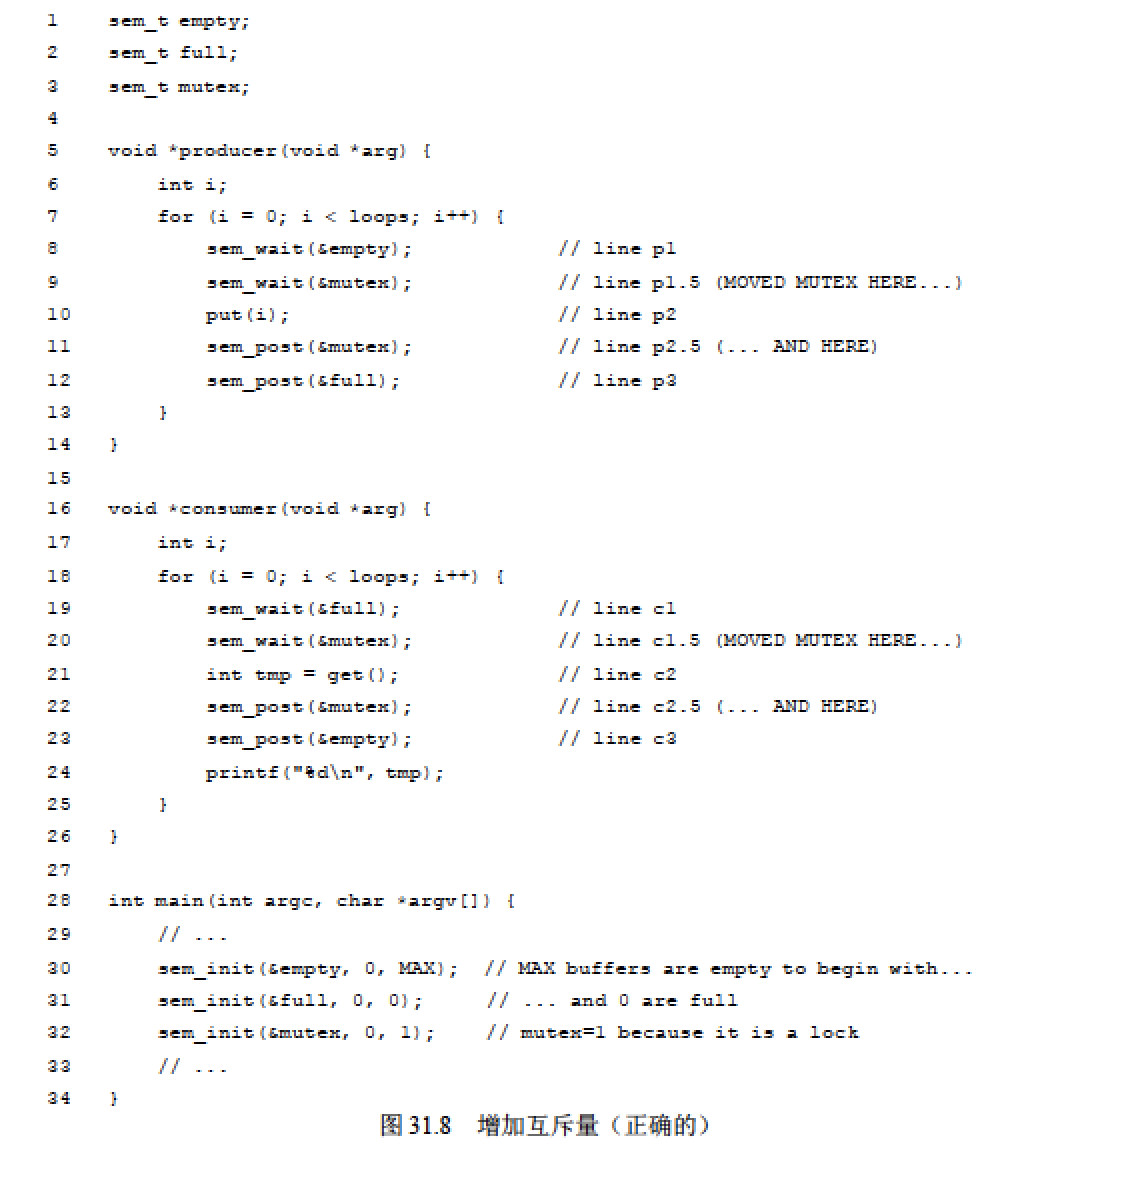 1 sem_t empty;
2 sem_t full;
3 sem_t mutex;
4
5 void *producer(void *arg) {
6     int i;
7     for (i = 0; i < loops; i++) {
8         sem_wait(&empty);            // line p1
9         sem_wait(&mutex);            // line p1.5 (MOVED MUTEX HERE...)
10         put(i);                      // line p2
11         sem_post(&mutex);            // line p2.5 (... AND HERE)
12         sem_post(&full);             // line p3
13     }
14 }
15
16 void *consumer(void *arg) {
17     int i;
18     for (i = 0; i < loops; i++) {
19         sem_wait(&full);             // line c1
20         sem_wait(&mutex);            // line c1.5 (MOVED MUTEX HERE...)
21         int tmp = get();             // line c2
22         sem_post(&mutex);            // line c2.5 (... AND HERE)
23         sem_post(&empty);            // line c3
24         printf("%d\n", tmp);
25     }
26 }
27
28 int main(int argc, char *argv[]) {
29     // ...
30     sem_init(&empty, 0, MAX);  // MAX buffers are empty to begin with...
31     sem_init(&full, 0, 0);     // ... and 0 are full
32     sem_init(&mutex, 0, 1);    // mutex=1 because it is a lock
33     // ...
34 }
图 31.8 增加互斥量（正确的）